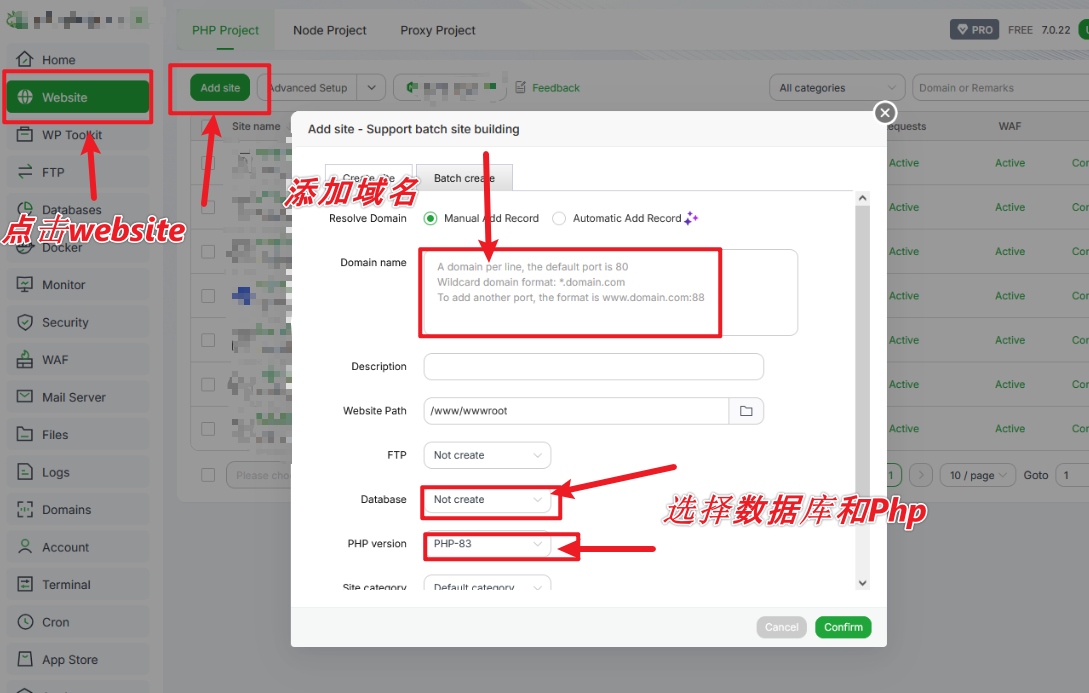 PHP Project
Node Project
Proxy Project
PRO
FREE
7.0.22
Home
Website
WP Toolkit
FTP
Databases
Docker
Monitor
Security
WAF
Mail Server
Files
Logs
Domains
Account
Terminal
Cron
App Store
点击website
Add site
Advanced Setup
Feedback
All categories
Domain or Remarks
Site name
WAF
Active Active
Active Active
Active Active
Active Active
Active Active
Active Active
Active Active
1
10 / page
Goto
1
Add site - Support batch site building
Batch create
添加域名
Resolve Domain
Manual Add Record
Automatic Add Record
Domain name
A domain per line, the default port is 80
Wildcard domain format: *.domain.com
To add another port, the format is www.domain.com:88
Description
Website Path
/www/wwwroot
FTP
Not create
Database
Not create
选择数据库和Php
PHP version
PHP-83
Site category
Default category
Cancel
Confirm